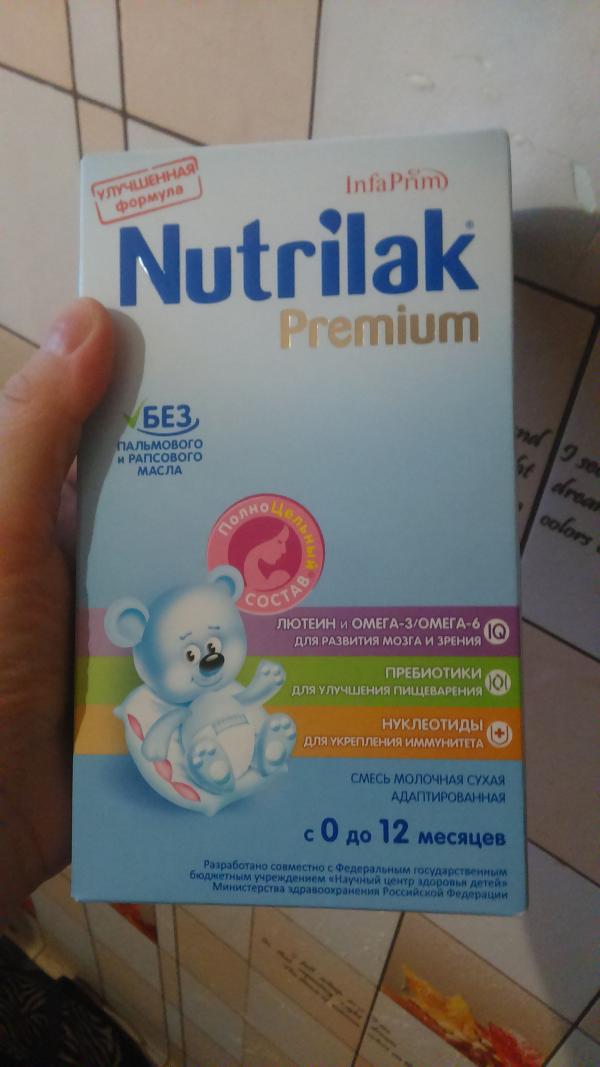 УЛУЧШЕННАЯ
формула
InfaPrim
Nutrilak®
Premium
БЕЗ
ПАЛЬМОВОГО
и РАПСОВОГО
МАСЛА
ПолноЦельный
СОСТАВ
ЛЮТЕИН и ОМЕГА-3/ОМЕГА-6
ДЛЯ РАЗВИТИЯ МОЗГА И ЗРЕНИЯ
IQ
ПРЕБИОТИКИ
ДЛЯ УЛУЧШЕНИЯ ПИЩЕВАРЕНИЯ
НУКЛЕОТИДЫ
ДЛЯ УКРЕПЛЕНИЯ ИММУНИТЕТА
СМЕСЬ МОЛОЧНАЯ СУХАЯ
АДАПТИРОВАННАЯ
с 0 до 12 месяцев
Разработано совместно с Федеральным государственным
бюджетным учреждением «Научный центр здоровья детей»
Министерства здравоохранения Российской Федерации
dream
colors